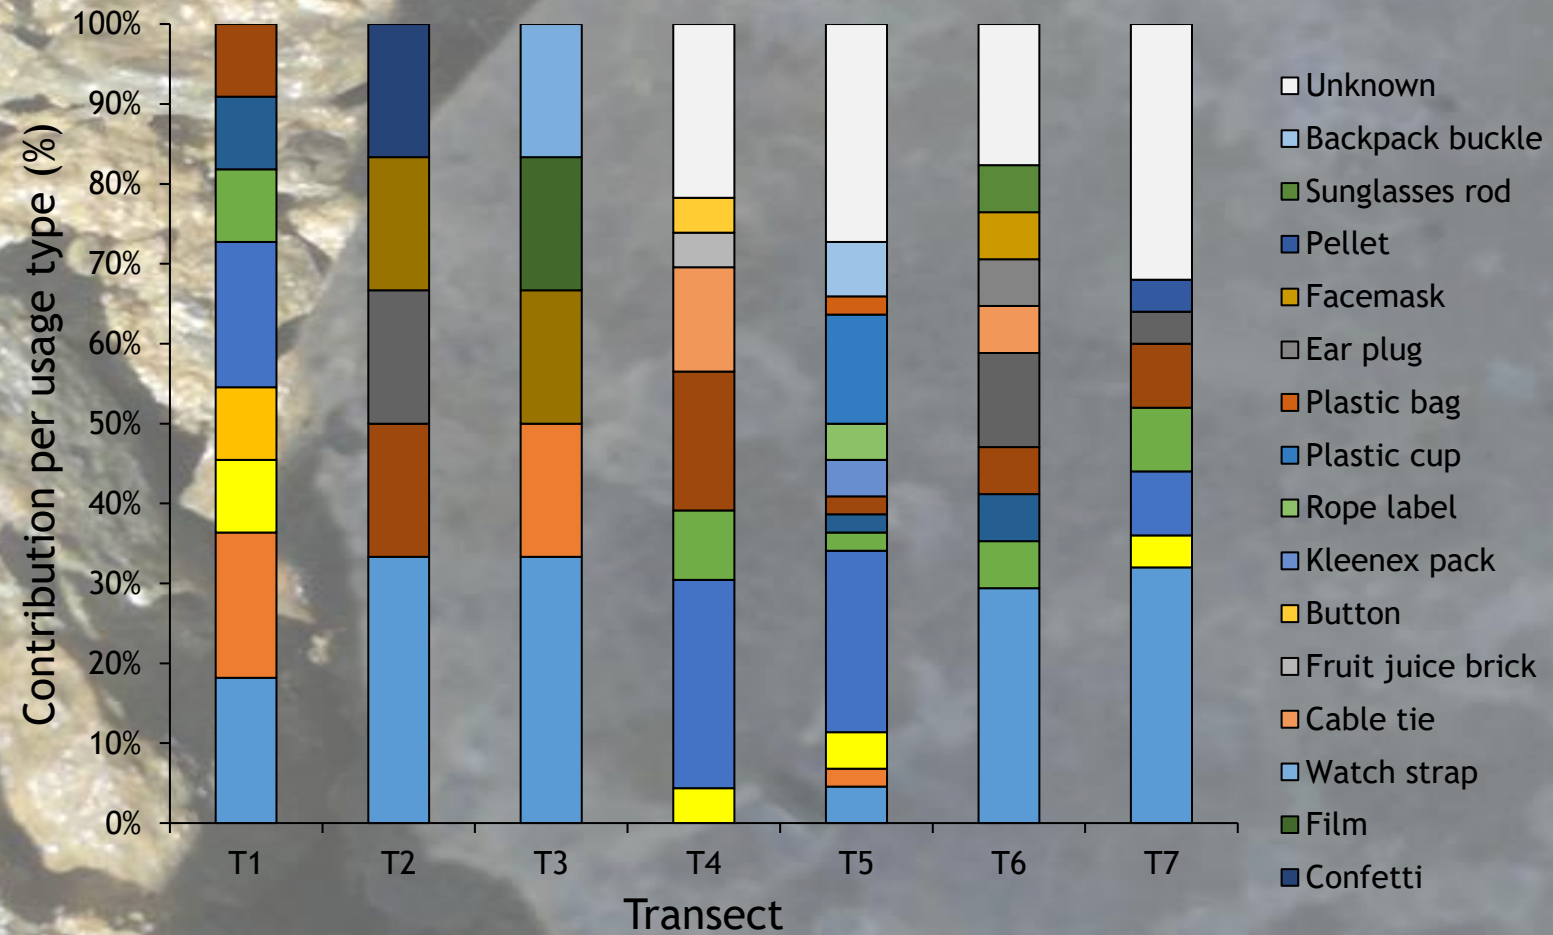 Contribution per usage type (%)
100%
90%
80%
70%
60%
50%
40%
30%
20%
10%
0%
T1 T2 T3 T4 T5 T6 T7
Transect
Unknown
Backpack buckle
Sunglasses rod
Pellet
Facemask
Ear plug
Plastic bag
Plastic cup
Rope label
Kleenex pack
Button
Fruit juice brick
Cable tie
Watch strap
Film
Confetti